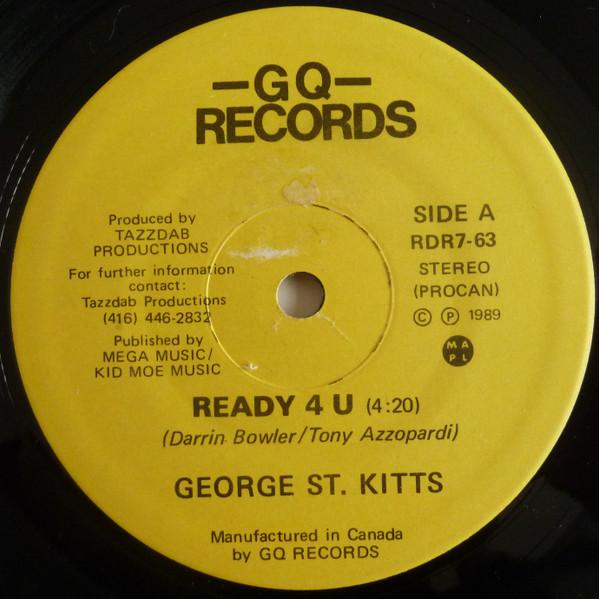 —GQ—
RECORDS
Produced by
TAZZDAB
PRODUCTIONS
For further information
contact:
Tazzdab Productions
(416) 446-2832
Published by
MEGA MUSIC/
KID MOE MUSIC
SIDE A
RDR7-63
STEREO
(PROCAN)
© ℗ 1989
M A
P L
READY 4 U (4:20)
(Darrin Bowler/Tony Azzopardi)
GEORGE ST. KITTS
Manufactured in Canada
by GQ RECORDS